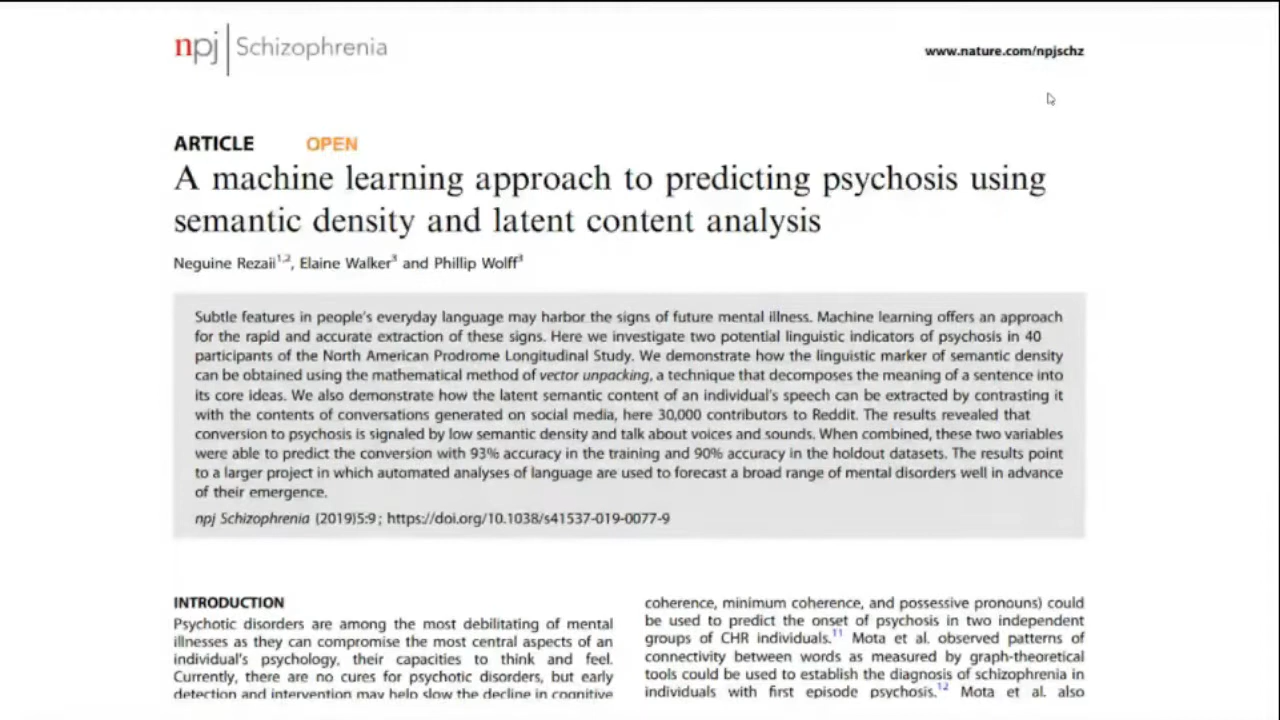 npj | Schizophrenia
www.nature.com/npjschz
ARTICLE OPEN
A machine learning approach to predicting psychosis using
semantic density and latent content analysis
Neguine Rezaii1,2, Elaine Walker3 and Phillip Wolff3
Subtle features in people's everyday language may harbor the signs of future mental illness. Machine learning offers an approach
for the rapid and accurate extraction of these signs. Here we investigate two potential linguistic indicators of psychosis in 40
participants of the North American Prodrome Longitudinal Study. We demonstrate how the linguistic marker of semantic density
can be obtained using the mathematical method of vector unpacking, a technique that decomposes the meaning of a sentence into
its core ideas. We also demonstrate how the latent semantic content of an individual's speech can be extracted by contrasting it
with the contents of conversations generated on social media, here 30,000 contributors to Reddit. The results revealed that
conversion to psychosis is signaled by low semantic density and talk about voices and sounds. When combined, these two variables
were able to predict the conversion with 93% accuracy in the training and 90% accuracy in the holdout datasets. The results point
to a larger project in which automated analyses of language are used to forecast a broad range of mental disorders well in advance
of their emergence.
npj Schizophrenia (2019)5:9 ; https://doi.org/10.1038/s41537-019-0077-9
INTRODUCTION
Psychotic disorders are among the most debilitating of mental
illnesses as they can compromise the most central aspects of an
individual's psychology, their capacities to think and feel.
Currently, there are no cures for psychotic disorders, but early
detection and intervention may help slow the decline in cognitive
coherence, minimum coherence, and possessive pronouns) could
be used to predict the onset of psychosis in two independent
groups of CHR individuals.11 Mota et al. observed patterns of
connectivity between words as measured by graph-theoretical
tools could be used to establish the diagnosis of schizophrenia in
individuals with first episode psychosis.12 Mota et al. also